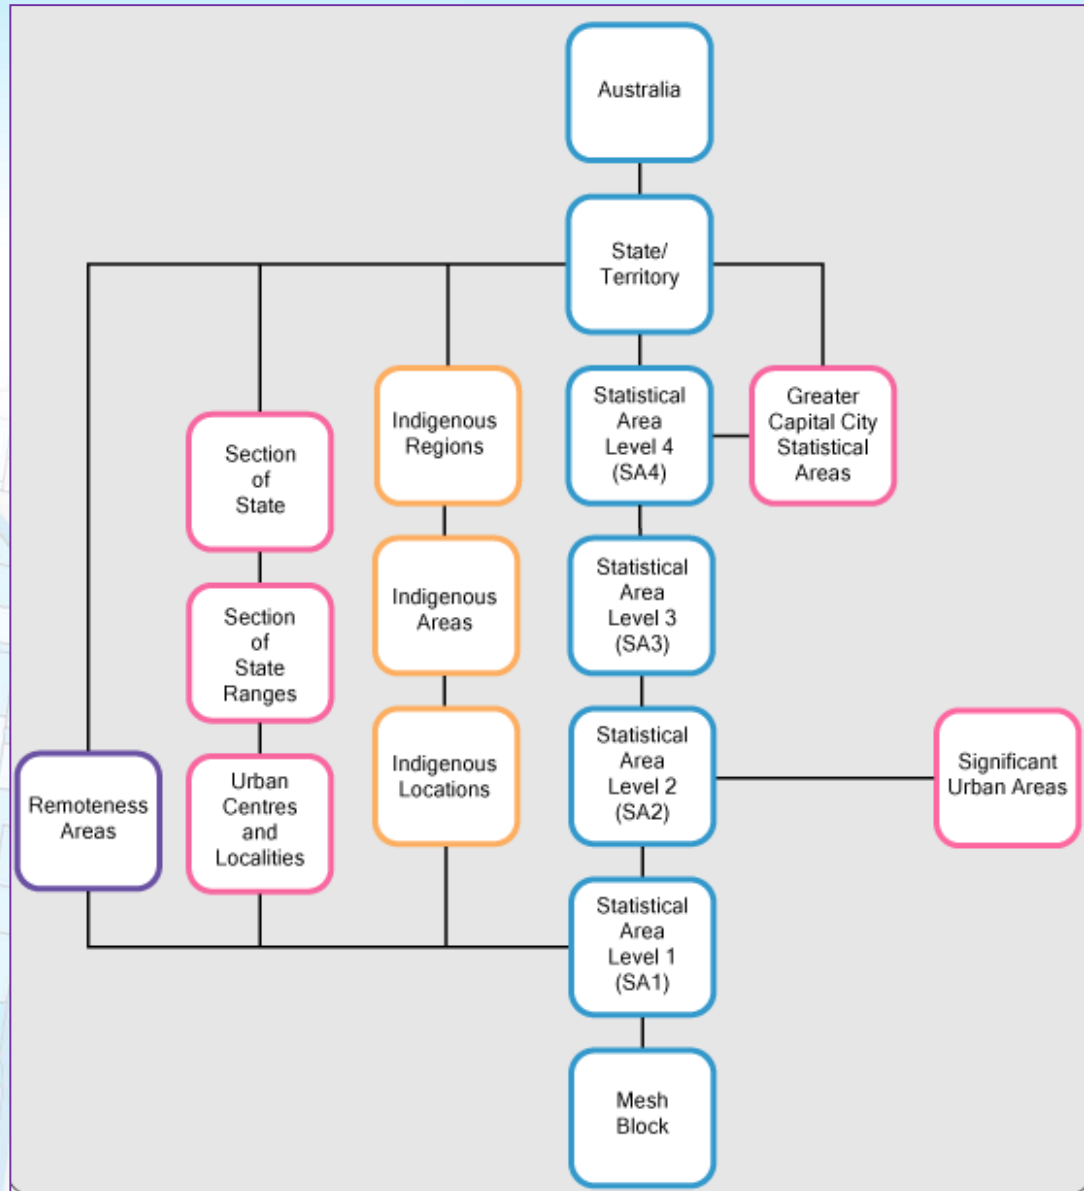 Australia
State/
Territory
Indigenous
Regions
Statistical
Area
Level 4
(SA4)
Greater
Capital City
Statistical
Areas
Section
of
State
Indigenous
Areas
Statistical
Area
Level 3
(SA3)
Section
of
State
Ranges
Remoteness
Areas
Urban
Centres
and
Localities
Indigenous
Locations
Statistical
Area
Level 2
(SA2)
Significant
Urban Areas
Statistical
Area
Level 1
(SA1)
Mesh
Block